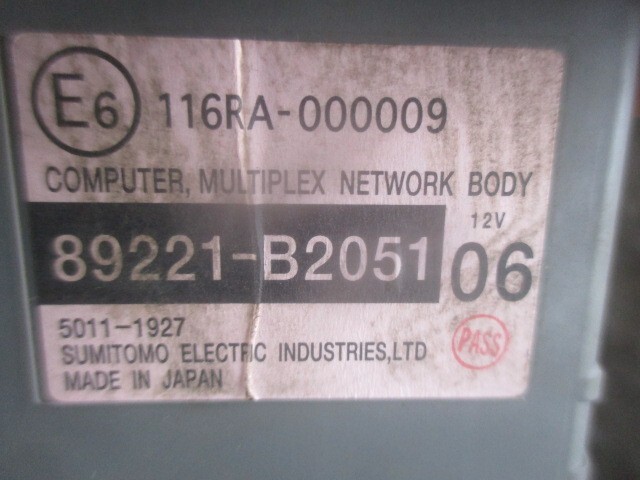 E6 116RA-000009
COMPUTER, MULTIPLEX NETWORK BODY
12V
89221-B2051 06
5011-1927
SUMITOMO ELECTRIC INDUSTRIES,LTD
PASS
MADE IN JAPAN